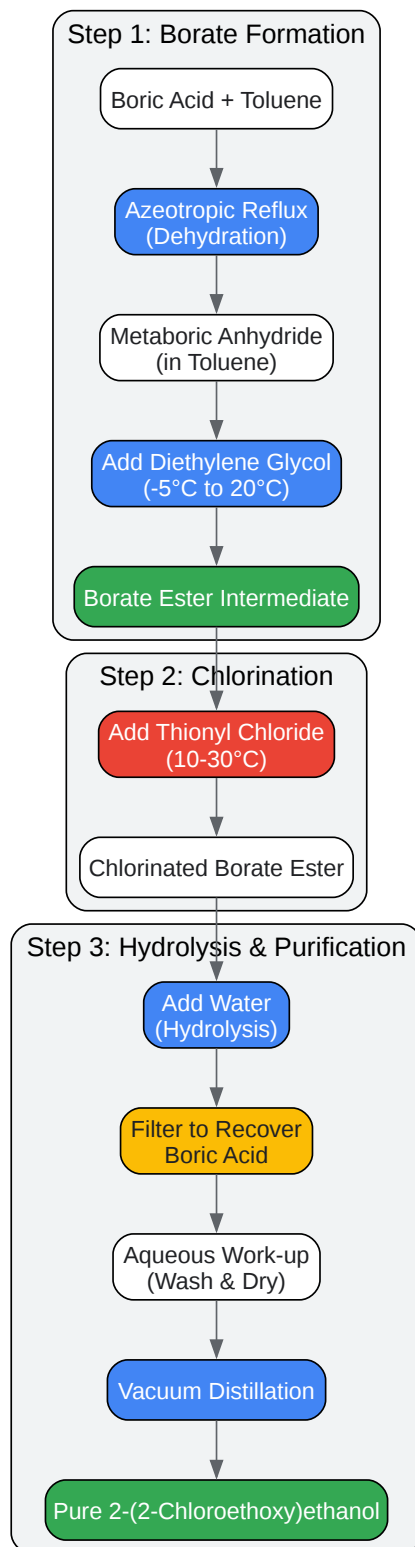 Step 1: Borate Formation
Boric Acid + Toluene
Azeotropic Reflux
(Dehydration)
Metaboric Anhydride
(in Toluene)
Add Diethylene Glycol
(-5°C to 20°C)
Borate Ester Intermediate
Step 2: Chlorination
Add Thionyl Chloride
(10-30°C)
Chlorinated Borate Ester
Step 3: Hydrolysis & Purification
Add Water
(Hydrolysis)
Filter to Recover
Boric Acid
Aqueous Work-up
(Wash & Dry)
Vacuum Distillation
Pure 2-(2-Chloroethoxy)ethanol